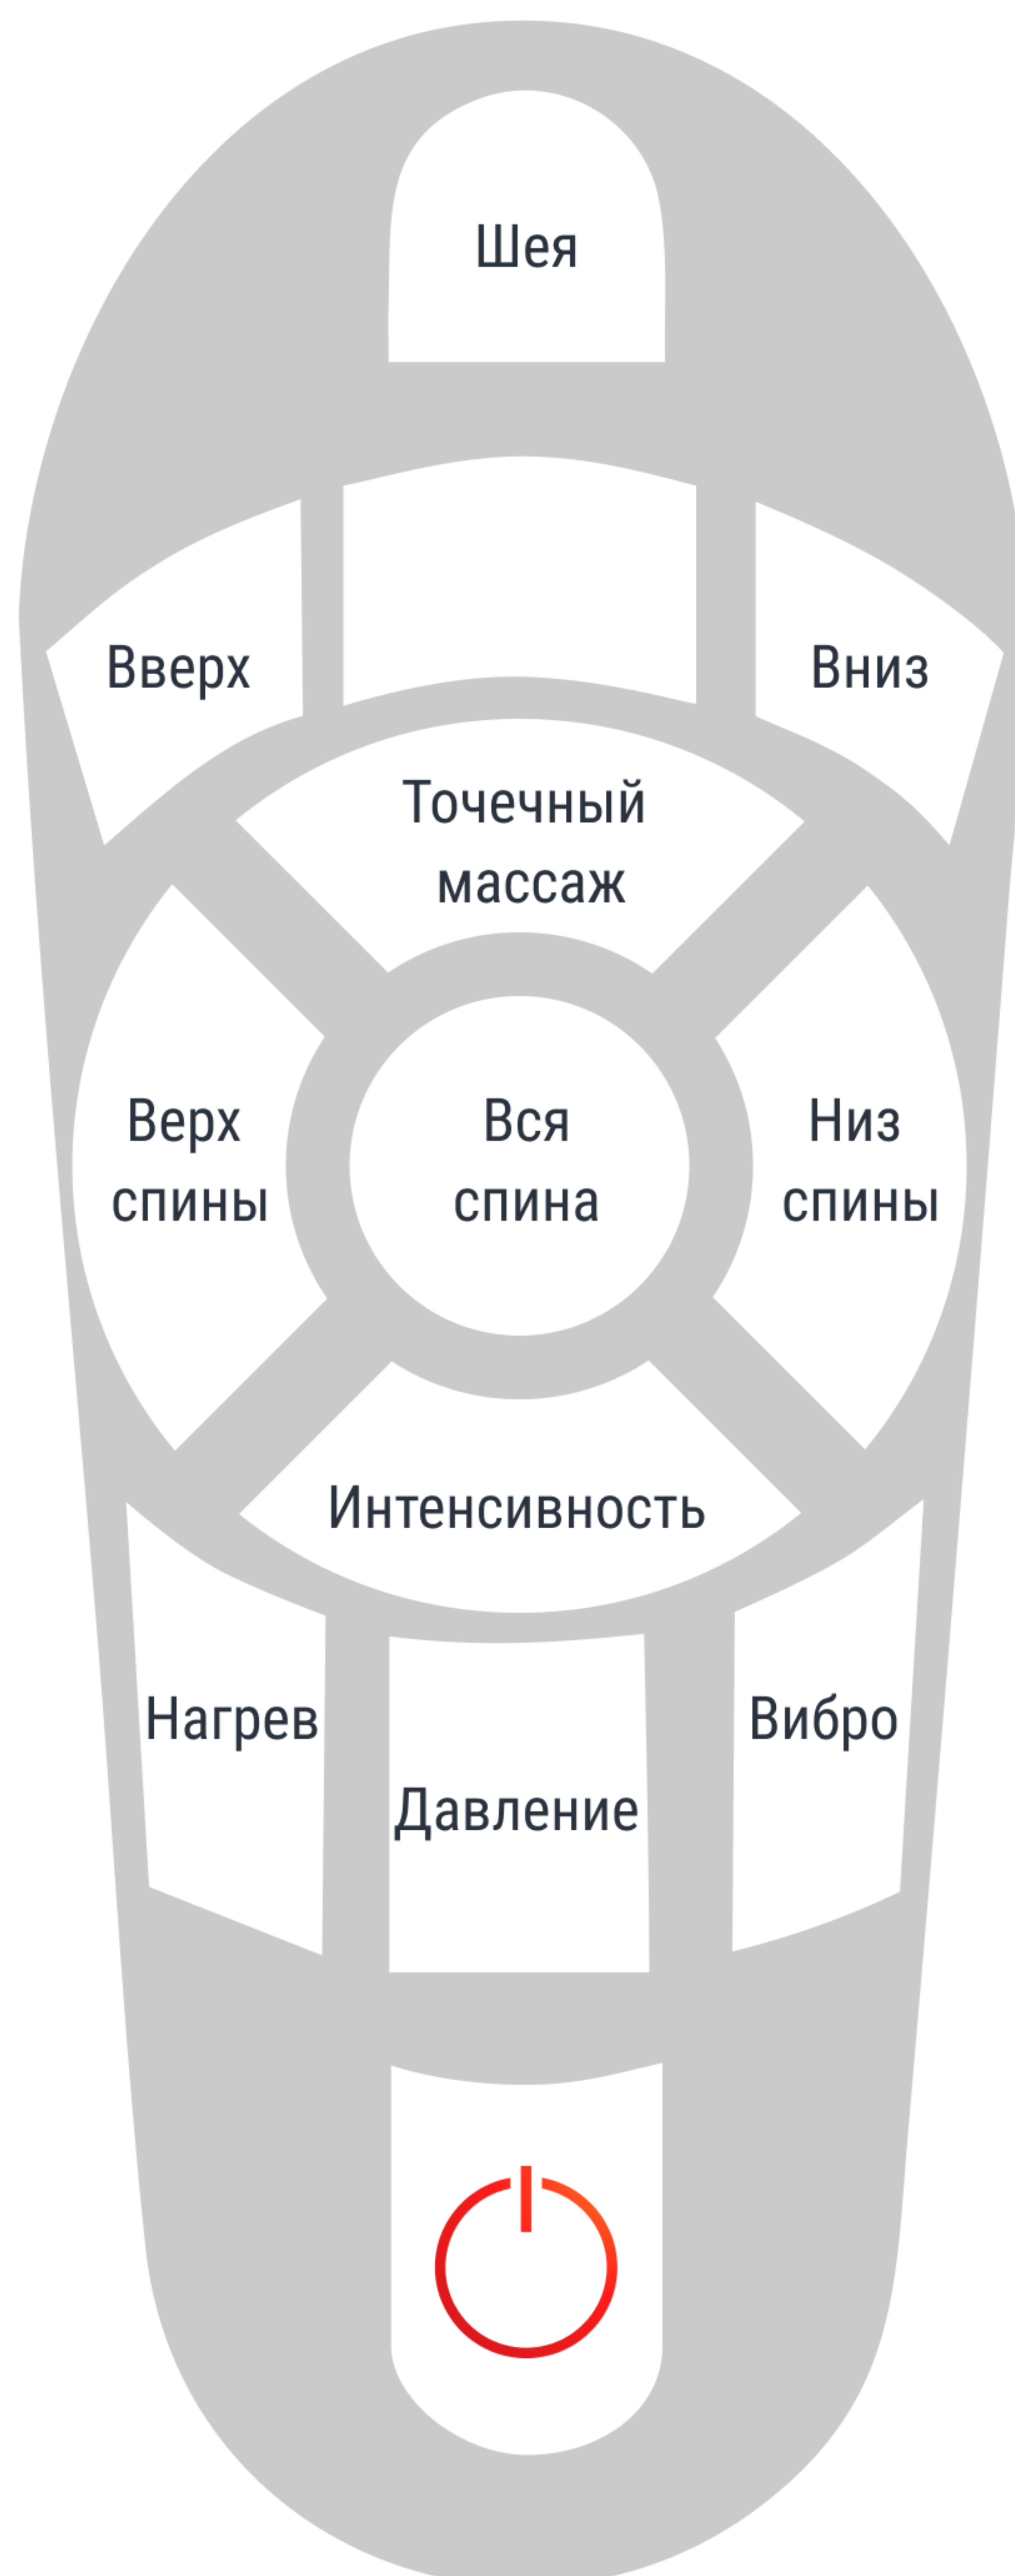 Шея
Вверх
Вниз
Точечный
массаж
Верх
спины
Вся
спина
Низ
спины
Интенсивность
Нагрев
Давление
Вибро